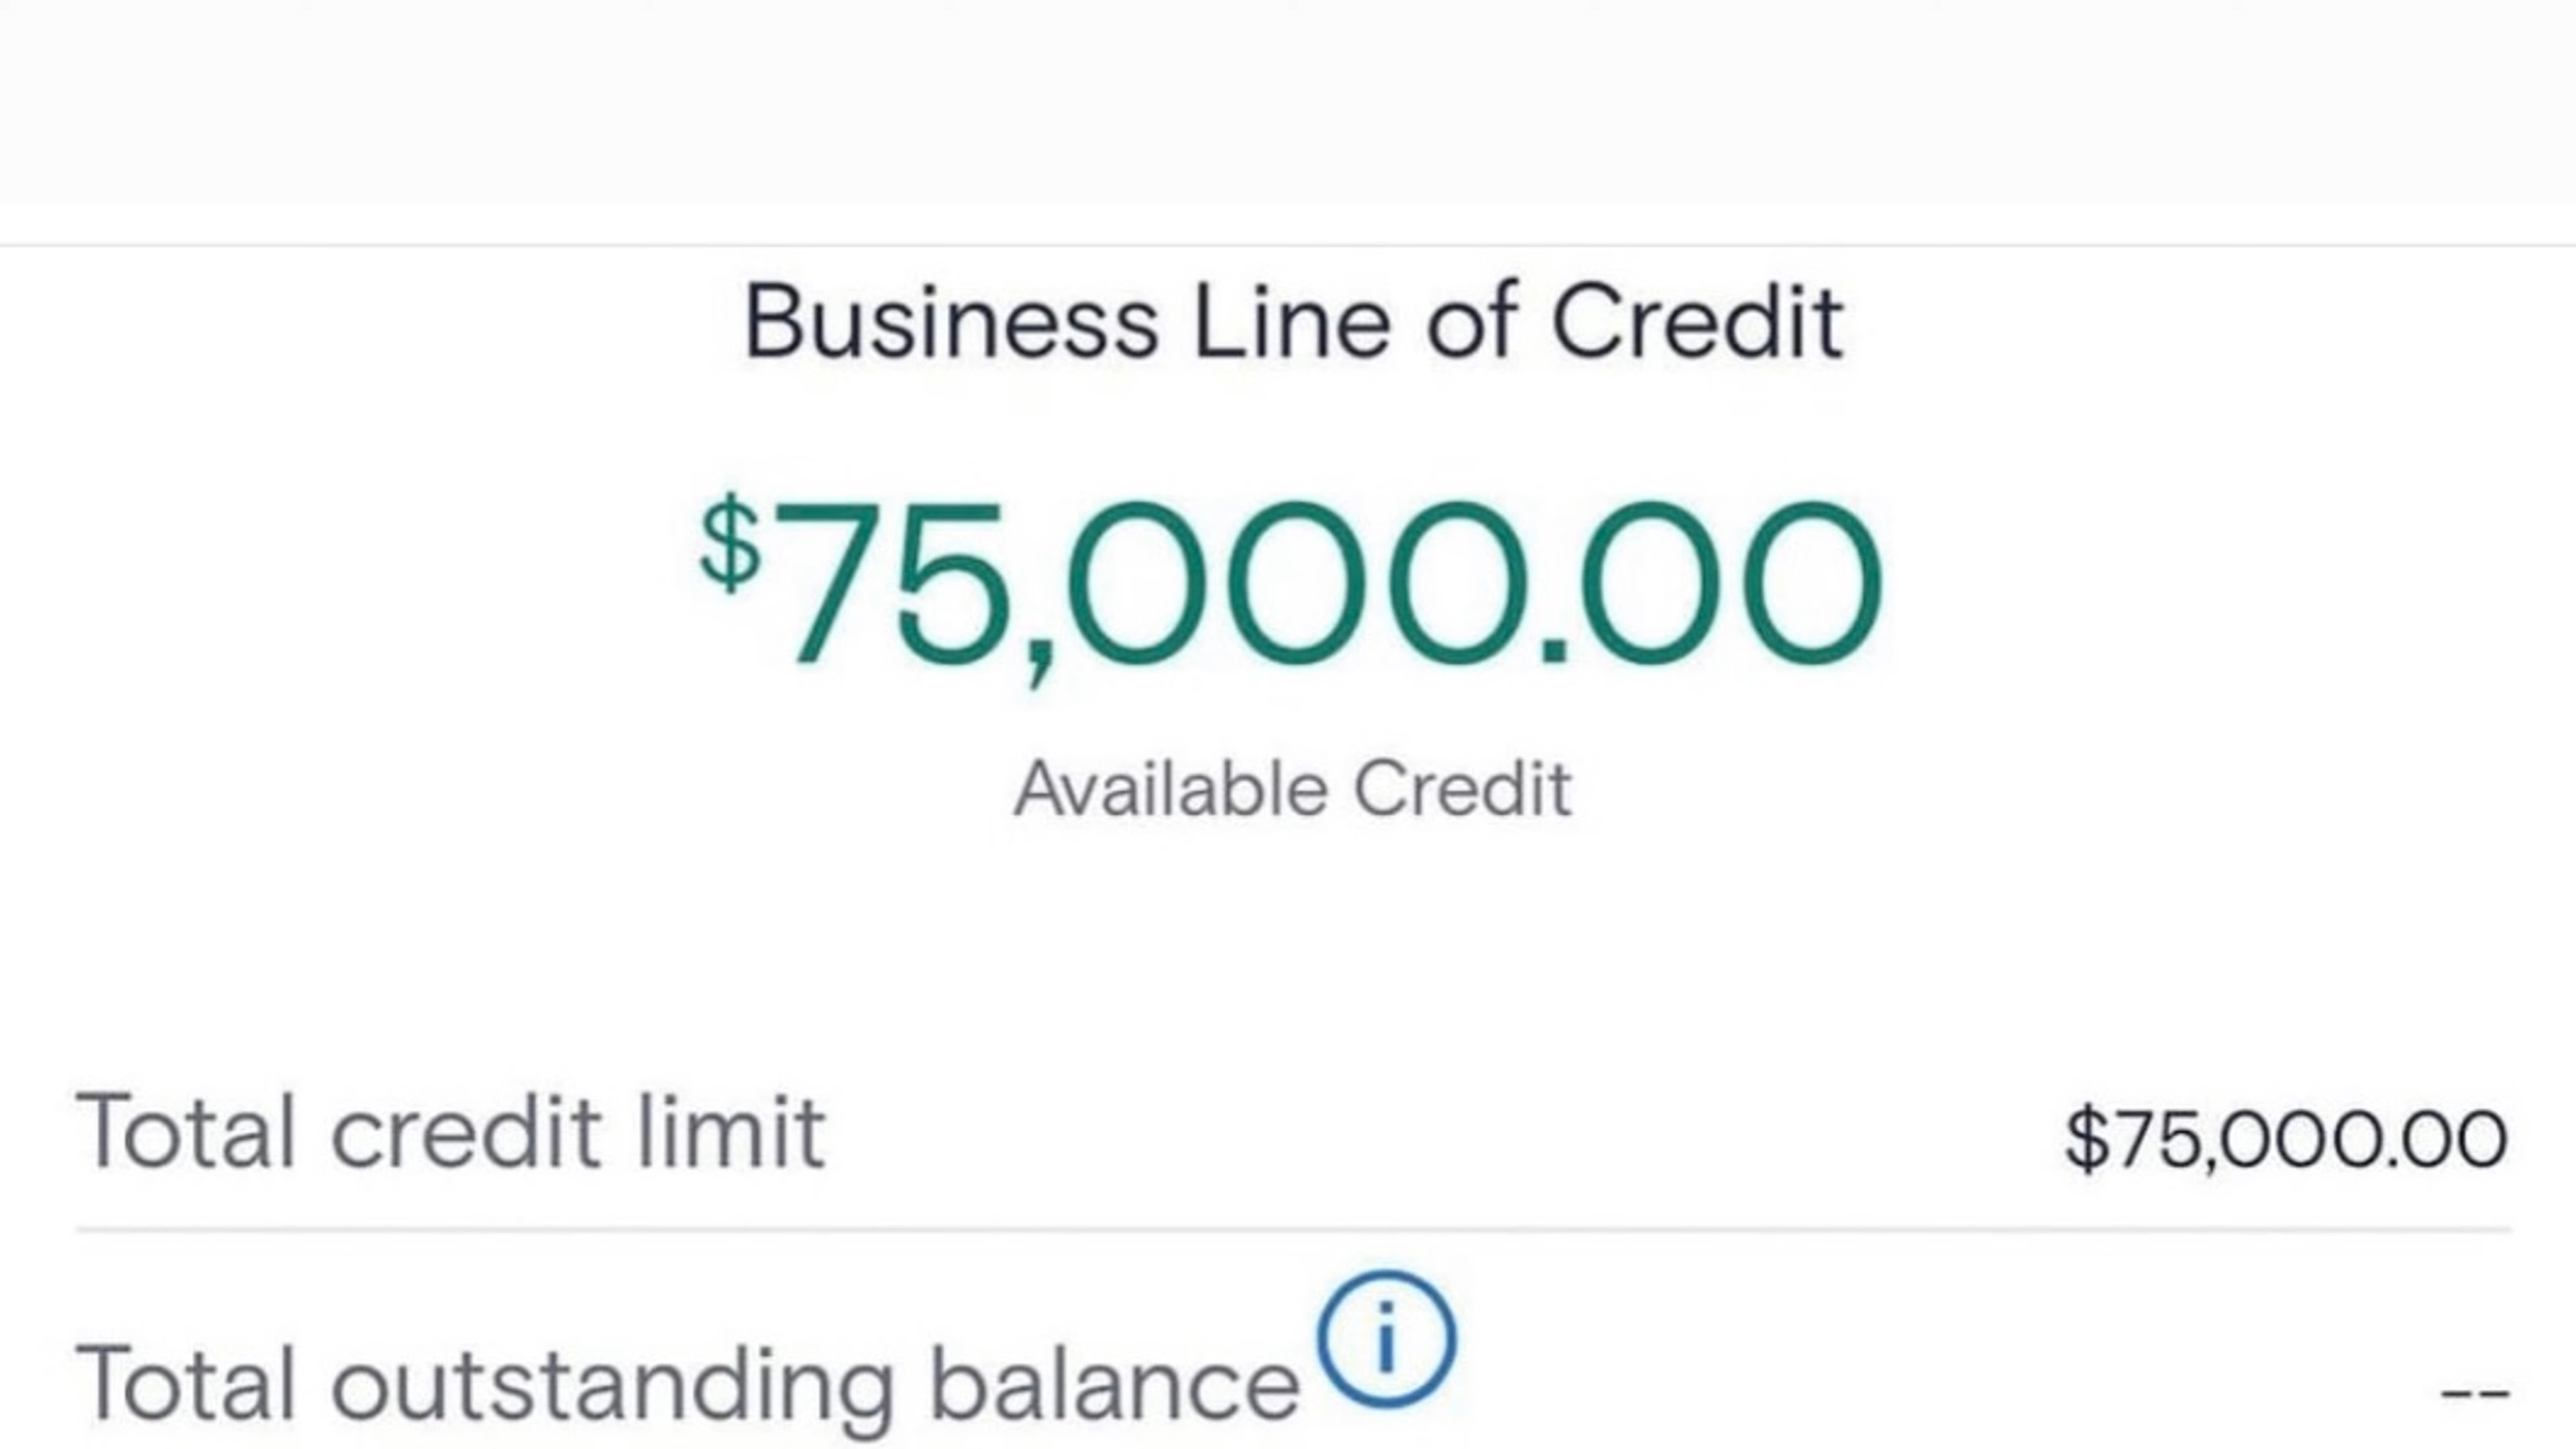 Business Line of Credit
$75,000.00
Available Credit
Total credit limit $75,000.00
Total outstanding balance i --